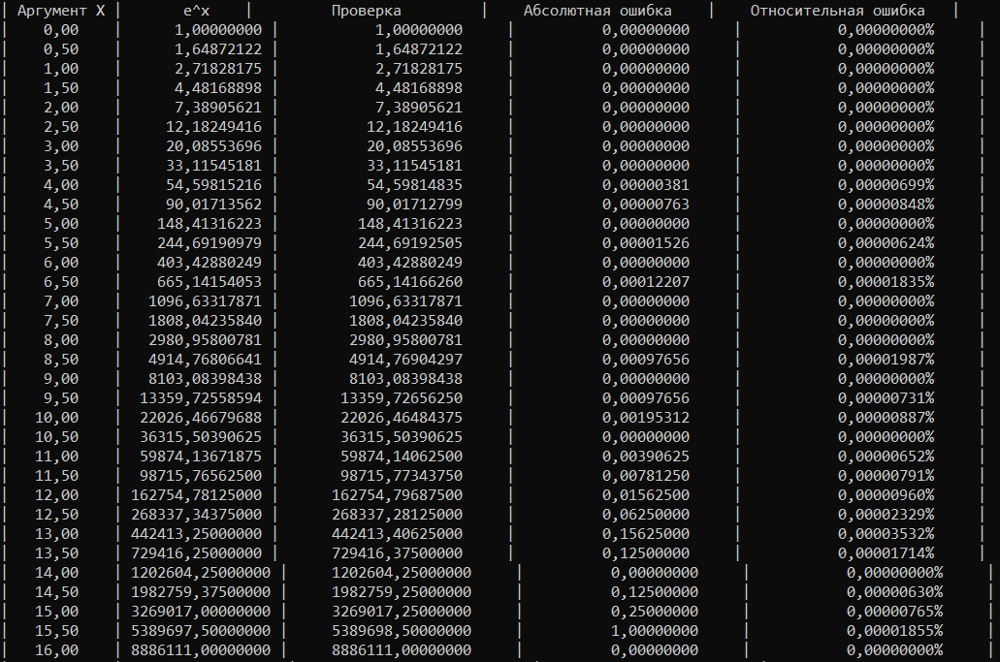 | Аргумент X | e^x | Проверка | Абсолютная ошибка | Относительная ошибка |
| 0,00 | 1,00000000 | 1,00000000 | 0,00000000 | 0,00000000% |
| 0,50 | 1,64872122 | 1,64872122 | 0,00000000 | 0,00000000% |
| 1,00 | 2,71828175 | 2,71828175 | 0,00000000 | 0,00000000% |
| 1,50 | 4,48168898 | 4,48168898 | 0,00000000 | 0,00000000% |
| 2,00 | 7,38905621 | 7,38905621 | 0,00000000 | 0,00000000% |
| 2,50 | 12,18249416 | 12,18249416 | 0,00000000 | 0,00000000% |
| 3,00 | 20,08553696 | 20,08553696 | 0,00000000 | 0,00000000% |
| 3,50 | 33,11545181 | 33,11545181 | 0,00000000 | 0,00000000% |
| 4,00 | 54,59815216 | 54,59814835 | 0,00000381 | 0,00000699% |
| 4,50 | 90,01713562 | 90,01712799 | 0,00000763 | 0,00000848% |
| 5,00 | 148,41316223 | 148,41316223 | 0,00000000 | 0,00000000% |
| 5,50 | 244,69190979 | 244,69192505 | 0,00001526 | 0,00000624% |
| 6,00 | 403,42880249 | 403,42880249 | 0,00000000 | 0,00000000% |
| 6,50 | 665,14154053 | 665,14166260 | 0,00012207 | 0,00001835% |
| 7,00 | 1096,63317871 | 1096,63317871 | 0,00000000 | 0,00000000% |
| 7,50 | 1808,04235840 | 1808,04235840 | 0,00000000 | 0,00000000% |
| 8,00 | 2980,95800781 | 2980,95800781 | 0,00000000 | 0,00000000% |
| 8,50 | 4914,76806641 | 4914,76904297 | 0,00097656 | 0,00001987% |
| 9,00 | 8103,08398438 | 8103,08398438 | 0,00000000 | 0,00000000% |
| 9,50 | 13359,72558594 | 13359,72656250 | 0,00097656 | 0,00000731% |
| 10,00 | 22026,46679688 | 22026,46484375 | 0,00195312 | 0,00000887% |
| 10,50 | 36315,50390625 | 36315,50390625 | 0,00000000 | 0,00000000% |
| 11,00 | 59874,13671875 | 59874,14062500 | 0,00390625 | 0,00000652% |
| 11,50 | 98715,76562500 | 98715,77343750 | 0,00781250 | 0,00000791% |
| 12,00 | 162754,78125000 | 162754,79687500 | 0,01562500 | 0,00000960% |
| 12,50 | 268337,34375000 | 268337,28125000 | 0,06250000 | 0,00002329% |
| 13,00 | 442413,25000000 | 442413,40625000 | 0,15625000 | 0,00003532% |
| 13,50 | 729416,25000000 | 729416,37500000 | 0,12500000 | 0,00001714% |
| 14,00 | 1202604,25000000 | 1202604,25000000 | 0,00000000 | 0,00000000% |
| 14,50 | 1982759,37500000 | 1982759,25000000 | 0,12500000 | 0,00000630% |
| 15,00 | 3269017,00000000 | 3269017,25000000 | 0,25000000 | 0,00000765% |
| 15,50 | 5389697,50000000 | 5389698,50000000 | 1,00000000 | 0,00001855% |
| 16,00 | 8886111,00000000 | 8886111,00000000 | 0,00000000 | 0,00000000% |